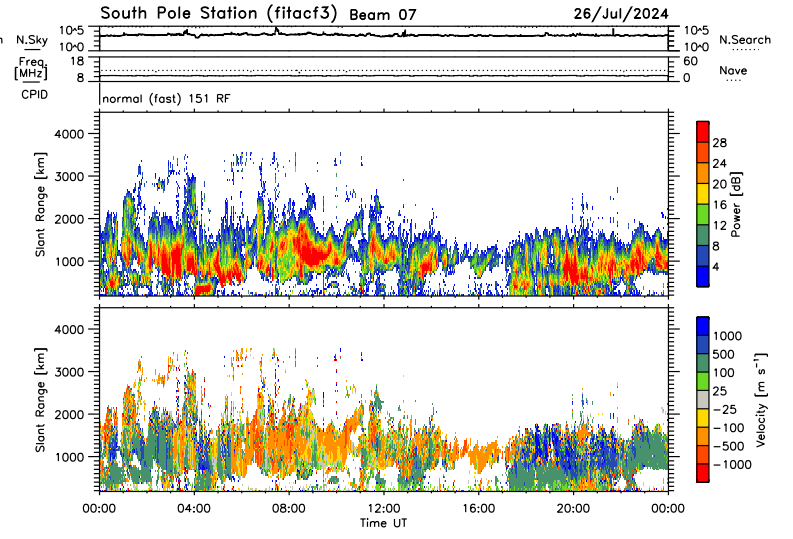 South Pole Station (fitacf3) Beam 07 26/Jul/2024
n N.Sky 10^5 10^0 10^5 10^0 N.Search
Freq. [MHz] 18 8 60 0 Nave
CPID normal (fast) 151 RF
Slant Range [km]
4000
3000
2000
1000
28
24
20
16
12
8
4
Power [dB]
Slant Range [km]
4000
3000
2000
1000
1000
500
100
25
-25
-100
-500
-1000
Velocity [m s^-1]
00:00 04:00 08:00 12:00 16:00 20:00 00:00
Time UT